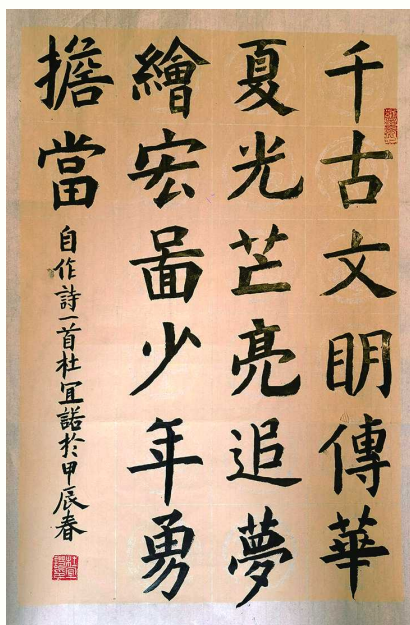 千古文明傳華
夏光芒亮追夢
繪宏啚少年勇
擔當
自作詩一首杜宜諾於甲辰春